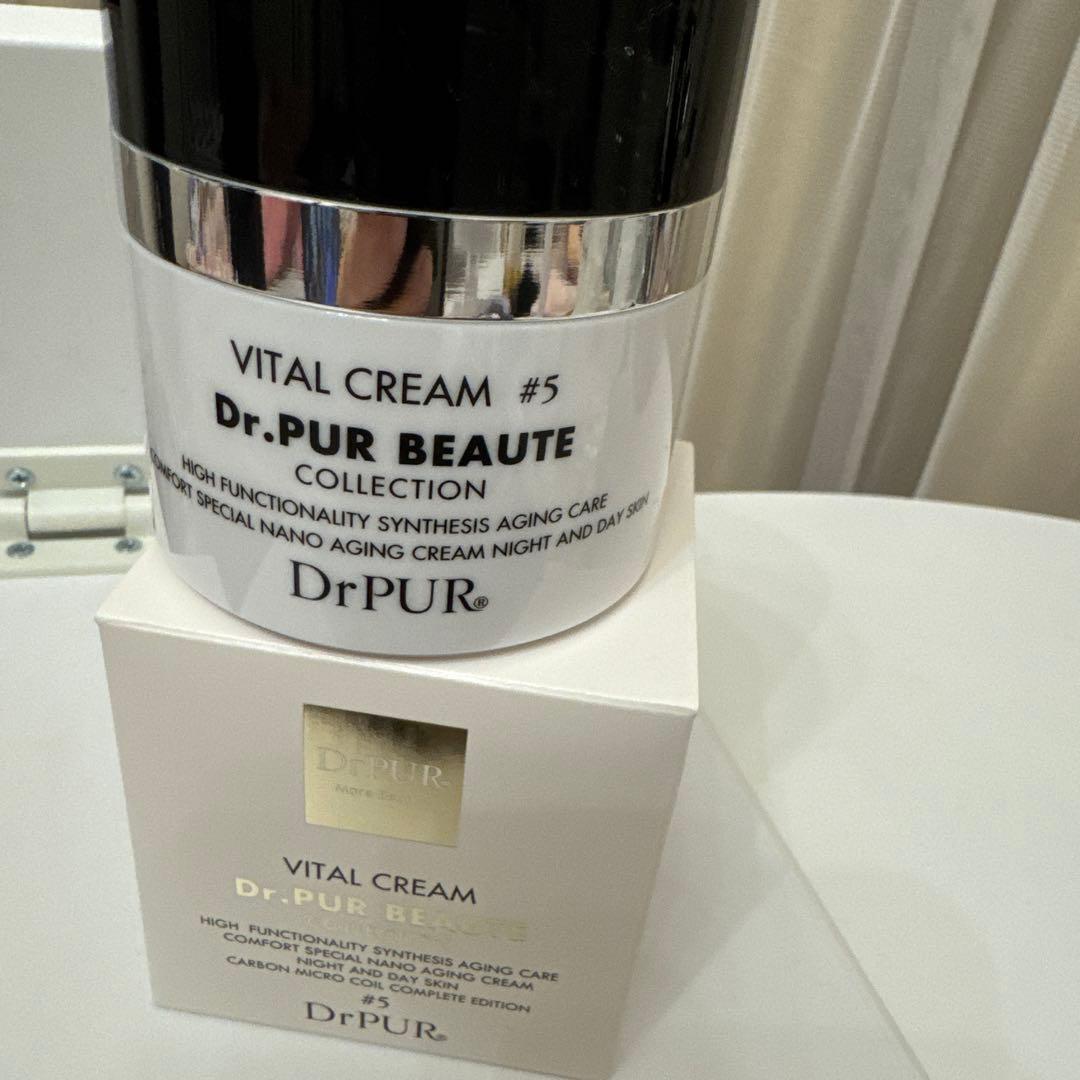 VITAL CREAM #5
Dr.PUR BEAUTE
COLLECTION
HIGH FUNCTIONALITY SYNTHESIS AGING CARE
COMFORT SPECIAL NANO AGING CREAM NIGHT AND DAY SKIN
DrPUR®
DrPUR®
More
VITAL CREAM
Dr.PUR BEAUTE
HIGH FUNCTIONALITY SYNTHESIS AGING CARE
COMFORT SPECIAL NANO AGING CREAM
NIGHT AND DAY SKIN
CARBON MICRO COIL COMPLETE EDITION
#5
DrPUR®